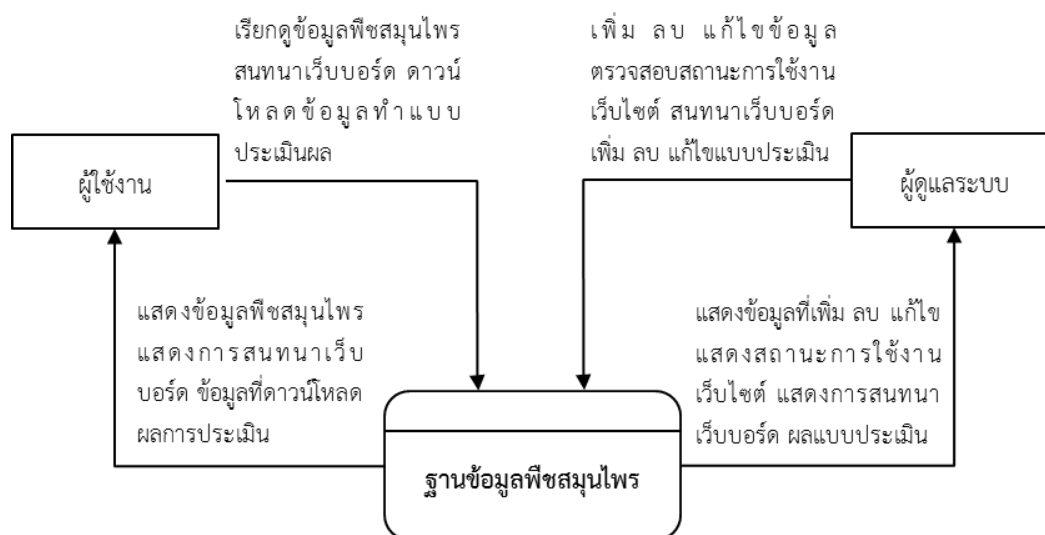 เรียกดูข้อมูลพืชสมุนไพร
สนทนาเว็บบอร์ด ดาวน์
โหลดข้อมูลทำแบบ
ประเมินผล
เพิ่ม ลบ แก้ไขข้อมูล
ตรวจสอบสถานะการใช้งาน
เว็บไซต์ สนทนาเว็บบอร์ด
เพิ่ม ลบ แก้ไขแบบประเมิน
ผู้ใช้งาน
ผู้ดูแลระบบ
แสดงข้อมูลพืชสมุนไพร
แสดงการสนทนาเว็บ
บอร์ด ข้อมูลที่ดาวน์โหลด
ผลการประเมิน
แสดงข้อมูลที่เพิ่ม ลบ แก้ไข
แสดงสถานะการใช้งาน
เว็บไซต์ แสดงการสนทนา
เว็บบอร์ด ผลแบบประเมิน
ฐานข้อมูลพืชสมุนไพร